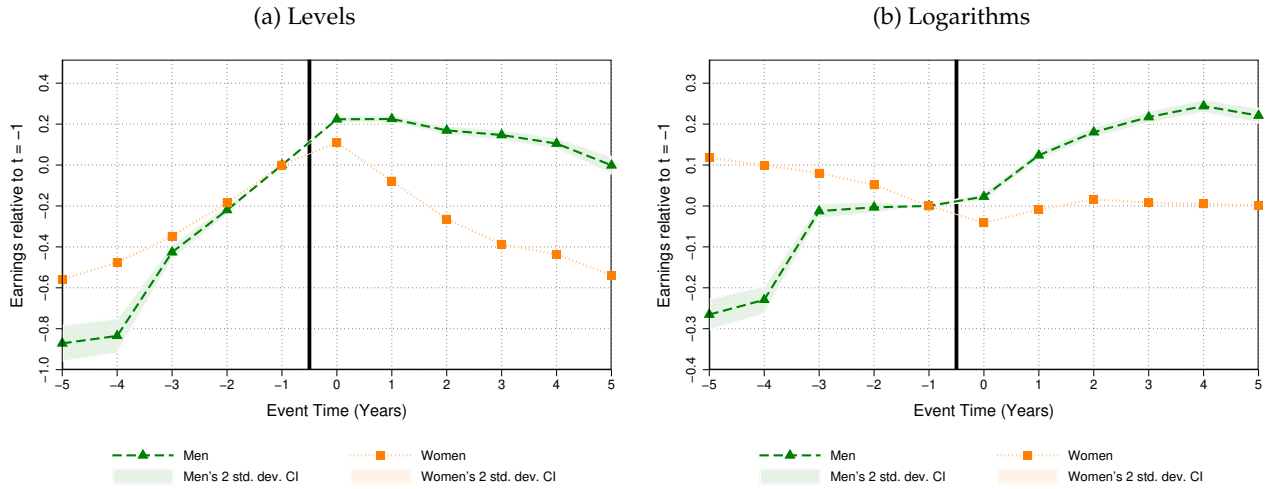 (a) Levels
Earnings relative to t = −1
0.4
0.2
0.0
−0.2
−0.4
−0.6
−0.8
−1.0
−5 −4 −3 −2 −1 0 1 2 3 4 5
Event Time (Years)
Men Women
Men's 2 std. dev. CI Women's 2 std. dev. CI
(b) Logarithms
Earnings relative to t = −1
0.3
0.2
0.1
0.0
−0.1
−0.2
−0.3
−0.4
−5 −4 −3 −2 −1 0 1 2 3 4 5
Event Time (Years)
Men Women
Men's 2 std. dev. CI Women's 2 std. dev. CI